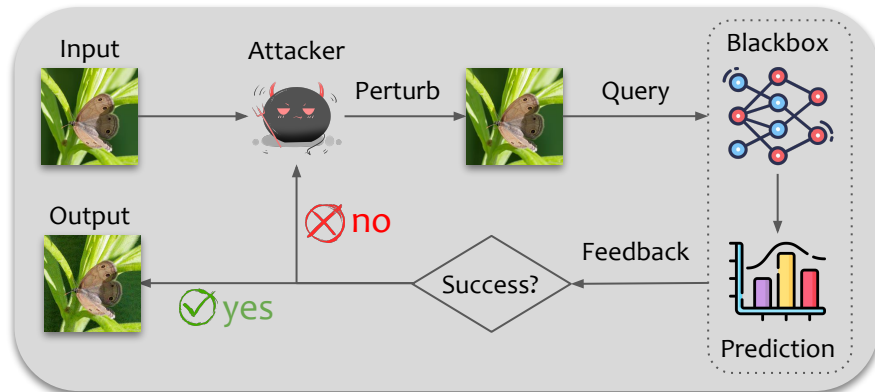 Input
Attacker
Perturb
Query
Blackbox
Output
no
yes
Success?
Feedback
Prediction